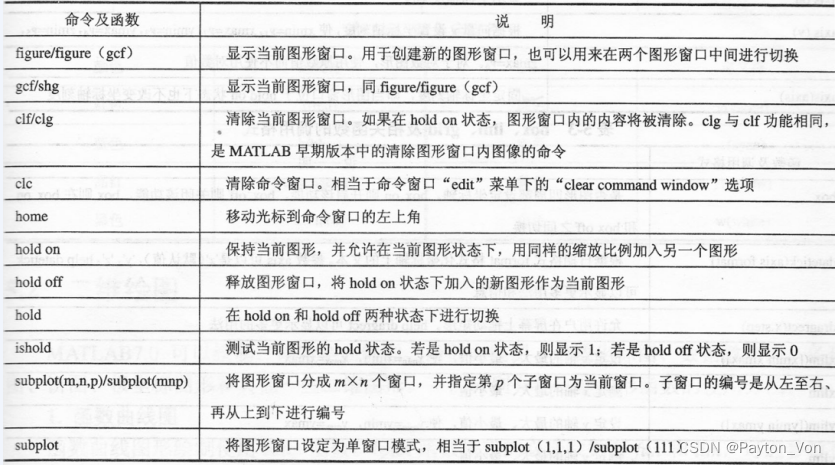 命令及函数 说 明
figure/figure（gcf） 显示当前图形窗口。用于创建新的图形窗口，也可以用来在两个图形窗口中间进行切换
gcf/shg 显示当前图形窗口，同 figure/figure（gcf）
clf/clg 清除当前图形窗口。如果在 hold on 状态，图形窗口内的内容将被清除。clg 与 clf 功能相同，
是 MATLAB 早期版本中的清除图形窗口内图像的命令
clc 清除命令窗口。相当于命令窗口“edit”菜单下的“clear command window”选项
home 移动光标到命令窗口的左上角
hold on 保持当前图形，并允许在当前图形状态下，用同样的缩放比例加入另一个图形
hold off 释放图形窗口，将 hold on 状态下加入的新图形作为当前图形
hold 在 hold on 和 hold off 两种状态下进行切换
ishold 测试当前图形的 hold 状态。若是 hold on 状态，则显示 1；若是 hold off 状态，则显示 0
subplot(m,n,p)/subplot(mnp) 将图形窗口分成 m×n 个窗口，并指定第 p 个子窗口为当前窗口。子窗口的编号是从左至右、
再从上到下进行编号
subplot 将图形窗口设定为单窗口模式，相当于 subplot（1,1,1）/subplot（111）
CSDN @Payton_Von